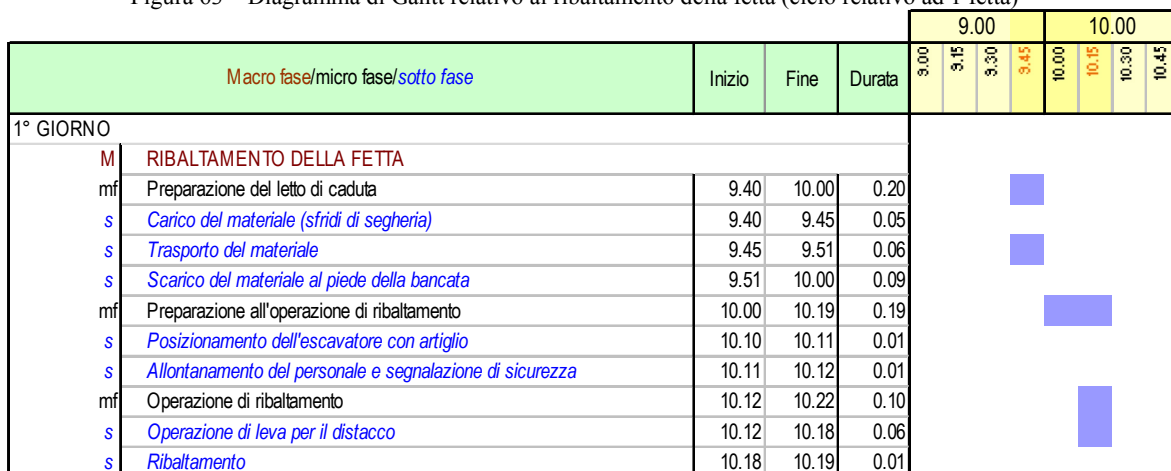 Figura 63 – Diagramma di Gantt relativo al ribaltamento della fetta (ciclo relativo ad 1 fetta)
9.00 10.00
Macro fase/micro fase/sotto fase Inizio Fine Durata 9.00 9.15 9.30 9.45 10.00 10.15 10.30 10.45
1° GIORNO
M RIBALTAMENTO DELLA FETTA
mf Preparazione del letto di caduta 9.40 10.00 0.20
s Carico del materiale (sfridi di segheria) 9.40 9.45 0.05
s Trasporto del materiale 9.45 9.51 0.06
s Scarico del materiale al piede della bancata 9.51 10.00 0.09
mf Preparazione all'operazione di ribaltamento 10.00 10.19 0.19
s Posizionamento dell'escavatore con artiglio 10.10 10.11 0.01
s Allontanamento del personale e segnalazione di sicurezza 10.11 10.12 0.01
mf Operazione di ribaltamento 10.12 10.22 0.10
s Operazione di leva per il distacco 10.12 10.18 0.06
s Ribaltamento 10.18 10.19 0.01